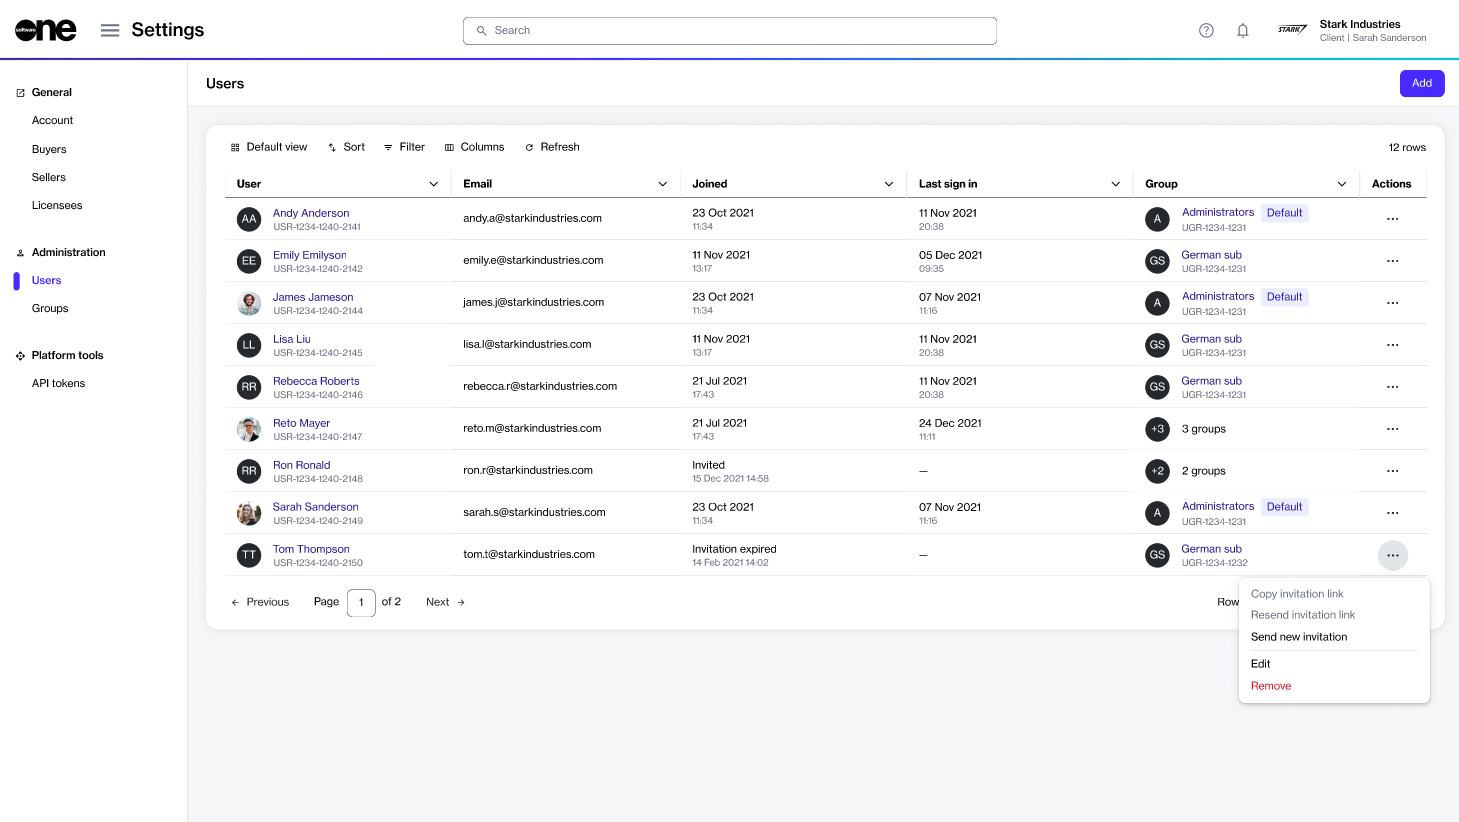 software one
Settings
Search
STARK
Stark Industries
Client | Sarah Sanderson
General
Account
Buyers
Sellers
Licensees
Administration
Users
Groups
Platform tools
API tokens
Users
Add
Default view Sort Filter Columns Refresh 12 rows
User Email Joined Last sign in Group Actions
AA Andy Anderson andy.a@starkindustries.com 23 Oct 2021 11 Nov 2021 A Administrators Default
USR-1234-1240-2141 11:34 20:38 UGR-1234-1231
EE Emily Emilyson emily.e@starkindustries.com 11 Nov 2021 05 Dec 2021 GS German sub
USR-1234-1240-2142 13:17 09:35 UGR-1234-1231
James Jameson james.j@starkindustries.com 23 Oct 2021 07 Nov 2021 A Administrators Default
USR-1234-1240-2144 11:34 11:16 UGR-1234-1231
LL Lisa Liu lisa.l@starkindustries.com 11 Nov 2021 11 Nov 2021 GS German sub
USR-1234-1240-2145 13:17 20:38 UGR-1234-1231
RR Rebecca Roberts rebecca.r@starkindustries.com 21 Jul 2021 11 Nov 2021 GS German sub
USR-1234-1240-2146 17:43 20:38 UGR-1234-1231
Reto Mayer reto.m@starkindustries.com 21 Jul 2021 24 Dec 2021 +3 3 groups
USR-1234-1240-2147 17:43 11:11
RR Ron Ronald ron.r@starkindustries.com Invited — +2 2 groups
USR-1234-1240-2148 15 Dec 2021 14:58
Sarah Sanderson sarah.s@starkindustries.com 23 Oct 2021 07 Nov 2021 A Administrators Default
USR-1234-1240-2149 11:34 11:16 UGR-1234-1231
TT Tom Thompson tom.t@starkindustries.com Invitation expired — GS German sub
USR-1234-1240-2150 14 Feb 2021 14:02 UGR-1234-1232
Previous Page 1 of 2 Next Row
Copy invitation link
Resend invitation link
Send new invitation
Edit
Remove